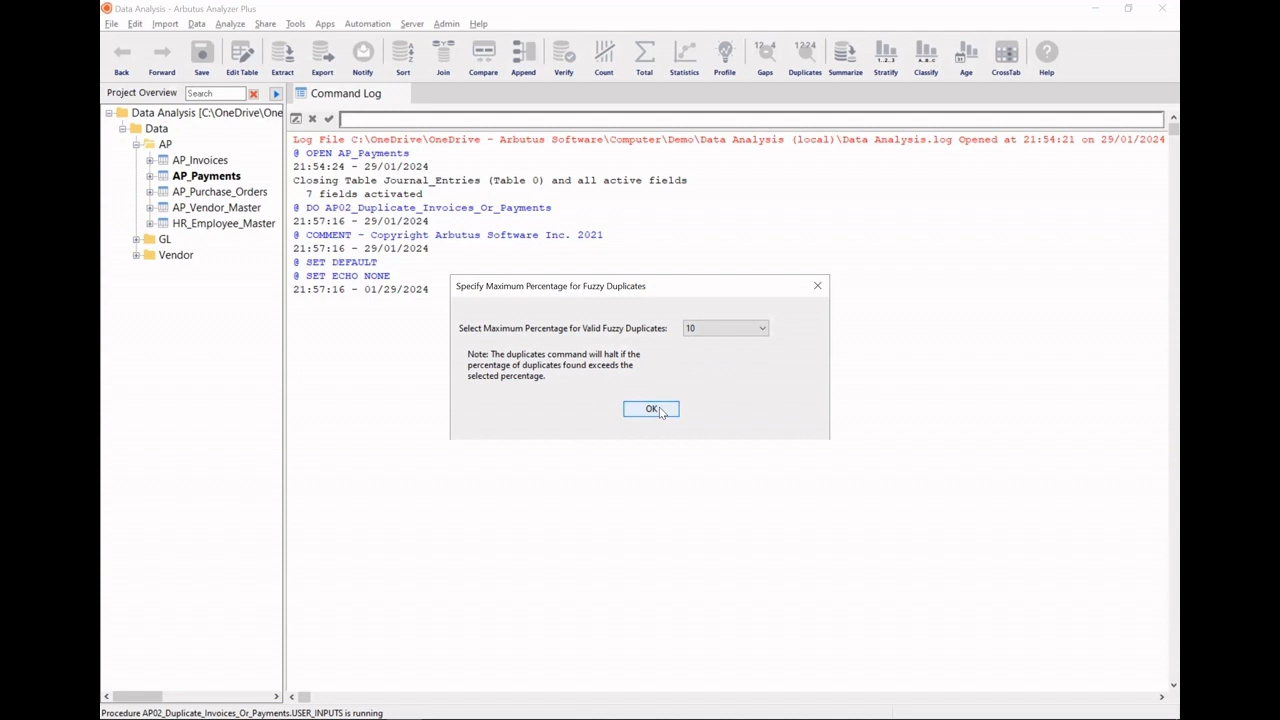 Data Analysis - Arbutus Analyzer Plus
File Edit Import Data Analyze Share Tools Apps Automation Server Admin Help
Back Forward Save Edit Table Extract Export Notify Sort Join Compare Append Verify Count Total Statistics Profile Gaps Duplicates Summarize Stratify Classify Age CrossTab Help
Project Overview Search
Command Log
Data Analysis [C:\OneDrive\One
Data
AP
AP_Invoices
AP_Payments
AP_Purchase_Orders
AP_Vendor_Master
HR_Employee_Master
GL
Vendor
Log File C:\OneDrive\OneDrive - Arbutus Software\Computer\Demo\Data Analysis (local)\Data Analysis.log Opened at 21:54:21 on 29/01/2024
@ OPEN AP_Payments
21:54:24 - 29/01/2024
Closing Table Journal_Entries (Table 0) and all active fields
7 fields activated
@ DO AP02_Duplicate_Invoices_Or_Payments
21:57:16 - 29/01/2024
@ COMMENT - Copyright Arbutus Software Inc. 2021
21:57:16 - 29/01/2024
@ SET DEFAULT
@ SET ECHO NONE
21:57:16 - 01/29/2024
Specify Maximum Percentage for Fuzzy Duplicates
Select Maximum Percentage for Valid Fuzzy Duplicates: 10
Note: The duplicates command will halt if the
percentage of duplicates found exceeds the
selected percentage.
OK
Procedure AP02_Duplicate_Invoices_Or_Payments.USER_INPUTS is running